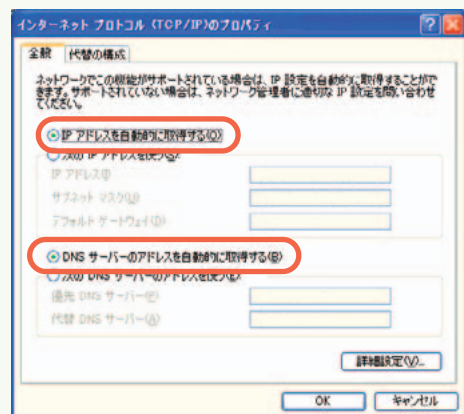 インターネット プロトコル (TCP/IP)のプロパティ
全般 代替の構成
ネットワークでこの機能がサポートされている場合は、IP 設定を自動的に取得することがで
きます。サポートされていない場合は、ネットワーク管理者に適切な IP 設定を問い合わせ
てください。
IP アドレスを自動的に取得する(O)
次の IP アドレスを使う(S):
IP アドレス(I):
サブネット マスク(U):
デフォルト ゲートウェイ(D):
DNS サーバーのアドレスを自動的に取得する(B)
次の DNS サーバーのアドレスを使う(E):
優先 DNS サーバー(P):
代替 DNS サーバー(A):
詳細設定(V)...
OK キャンセル